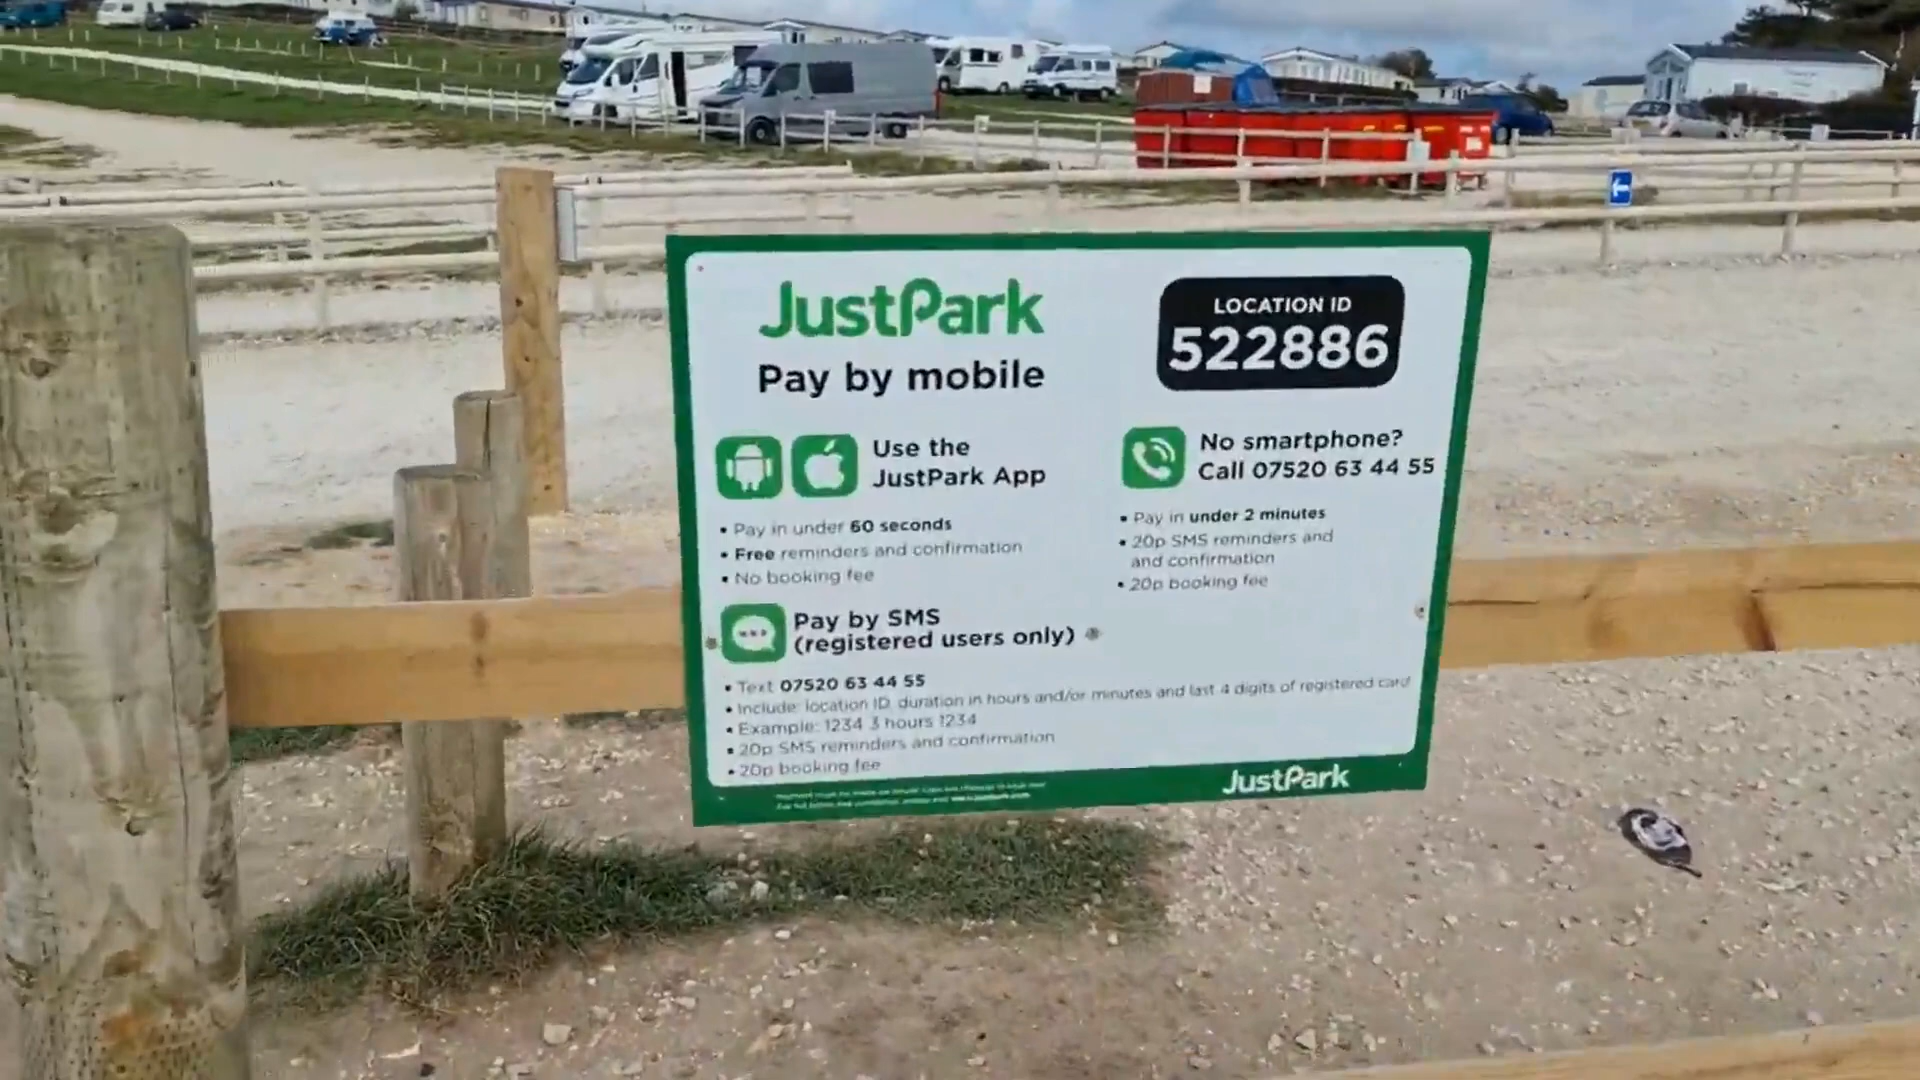 JustPark
Pay by mobile
LOCATION ID
522886
Use the
JustPark App
• Pay in under 60 seconds
• Free reminders and confirmation
• No booking fee
No smartphone?
Call 07520 63 44 55
• Pay in under 2 minutes
• 20p SMS reminders and
and confirmation
• 20p booking fee
Pay by SMS
(registered users only)
• Text 07520 63 44 55
• Include: location ID, duration in hours and/or minutes and last 4 digits of registered card
• Example: 1234 3 hours 1234
• 20p SMS reminders and confirmation
• 20p booking fee
JustPark